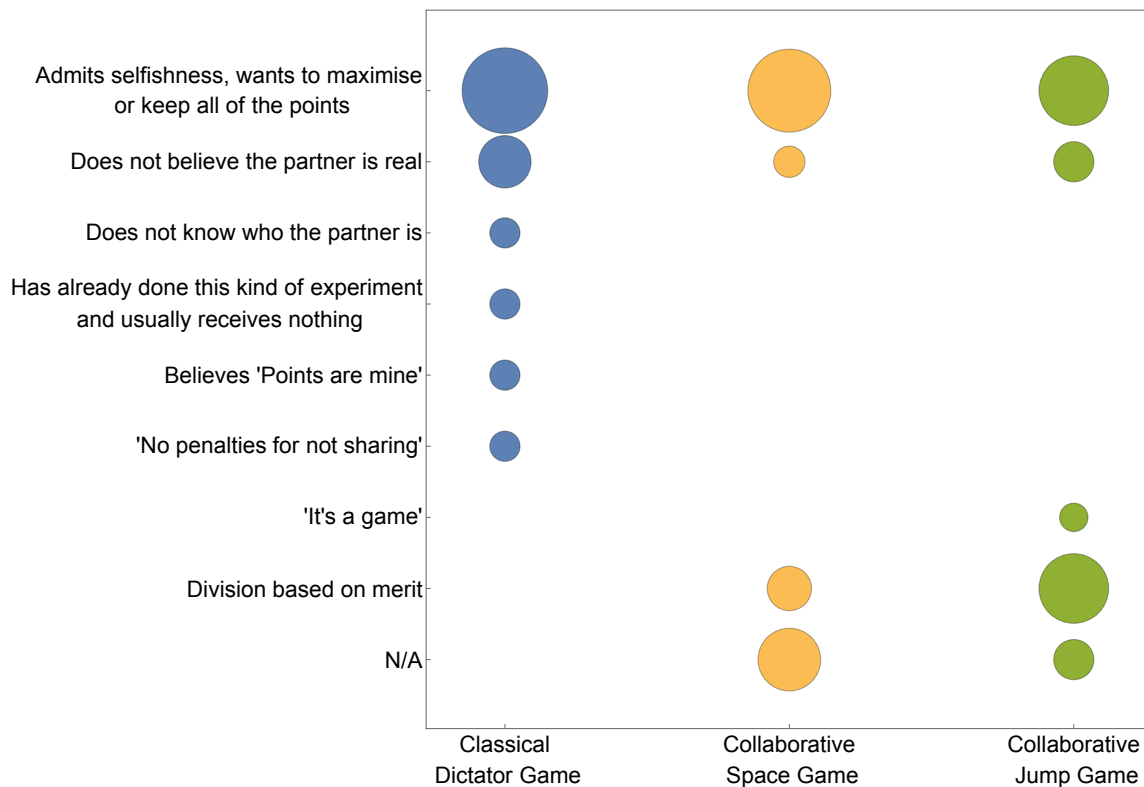 Admits selfishness, wants to maximise
or keep all of the points
Does not believe the partner is real
Does not know who the partner is
Has already done this kind of experiment
and usually receives nothing
Believes 'Points are mine'
'No penalties for not sharing'
'It's a game'
Division based on merit
N/A
Classical
Dictator Game
Collaborative
Space Game
Collaborative
Jump Game